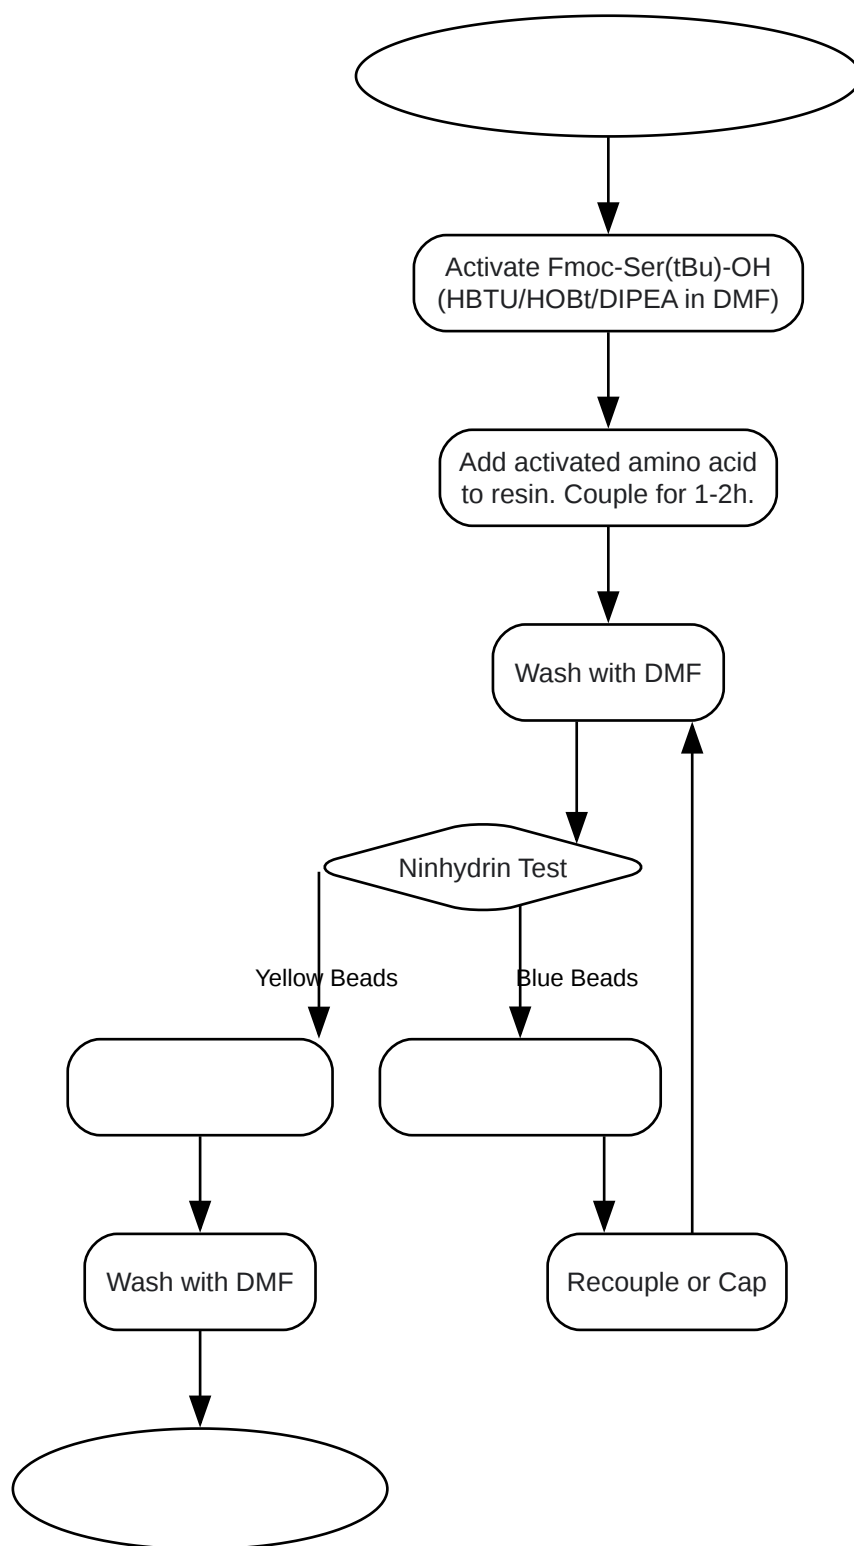 Activate Fmoc-Ser(tBu)-OH
(HBTU/HOBt/DIPEA in DMF)
Add activated amino acid
to resin. Couple for 1-2h.
Wash with DMF
Ninhydrin Test
Yellow Beads
Blue Beads
Wash with DMF
Recouple or Cap